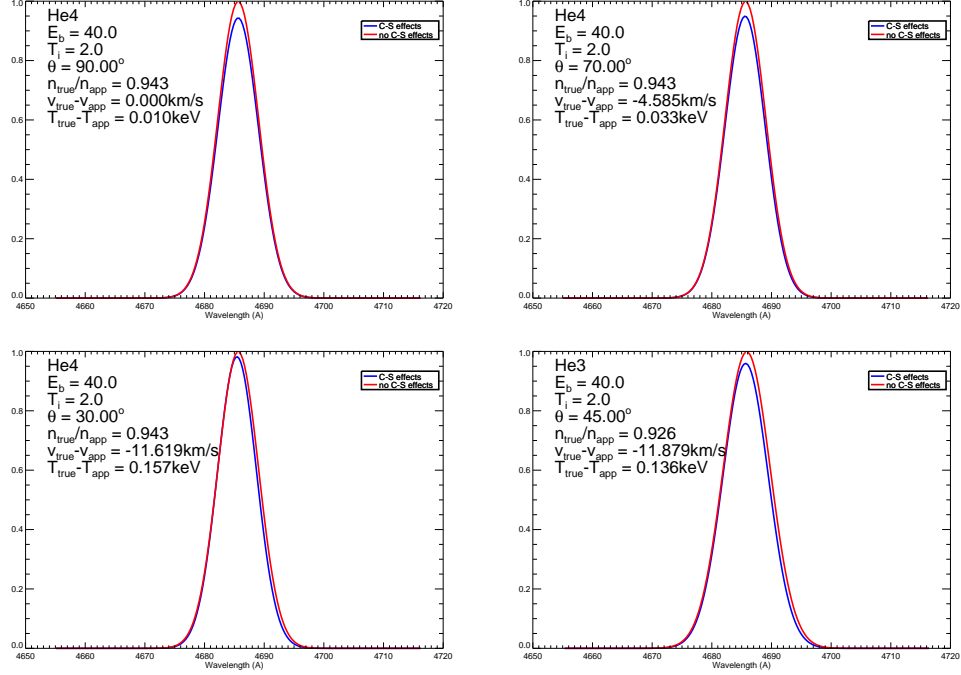 He4
E_b = 40.0
T_i = 2.0
θ = 90.00°
n_true/n_app = 0.943
v_true-v_app = 0.000km/s
T_true-T_app = 0.010keV
C-S effects
no C-S effects
1.0
0.8
0.6
0.4
0.2
0.0
4650 4660 4670 4680 4690 4700 4710 4720
Wavelength (A)
He4
E_b = 40.0
T_i = 2.0
θ = 70.00°
n_true/n_app = 0.943
v_true-v_app = -4.585km/s
T_true-T_app = 0.033keV
C-S effects
no C-S effects
1.0
0.8
0.6
0.4
0.2
0.0
4650 4660 4670 4680 4690 4700 4710 4720
Wavelength (A)
He4
E_b = 40.0
T_i = 2.0
θ = 30.00°
n_true/n_app = 0.943
v_true-v_app = -11.619km/s
T_true-T_app = 0.157keV
C-S effects
no C-S effects
1.0
0.8
0.6
0.4
0.2
0.0
4650 4660 4670 4680 4690 4700 4710 4720
Wavelength (A)
He3
E_b = 40.0
T_i = 2.0
θ = 45.00°
n_true/n_app = 0.926
v_true-v_app = -11.879km/s
T_true-T_app = 0.136keV
C-S effects
no C-S effects
1.0
0.8
0.6
0.4
0.2
0.0
4650 4660 4670 4680 4690 4700 4710 4720
Wavelength (A)